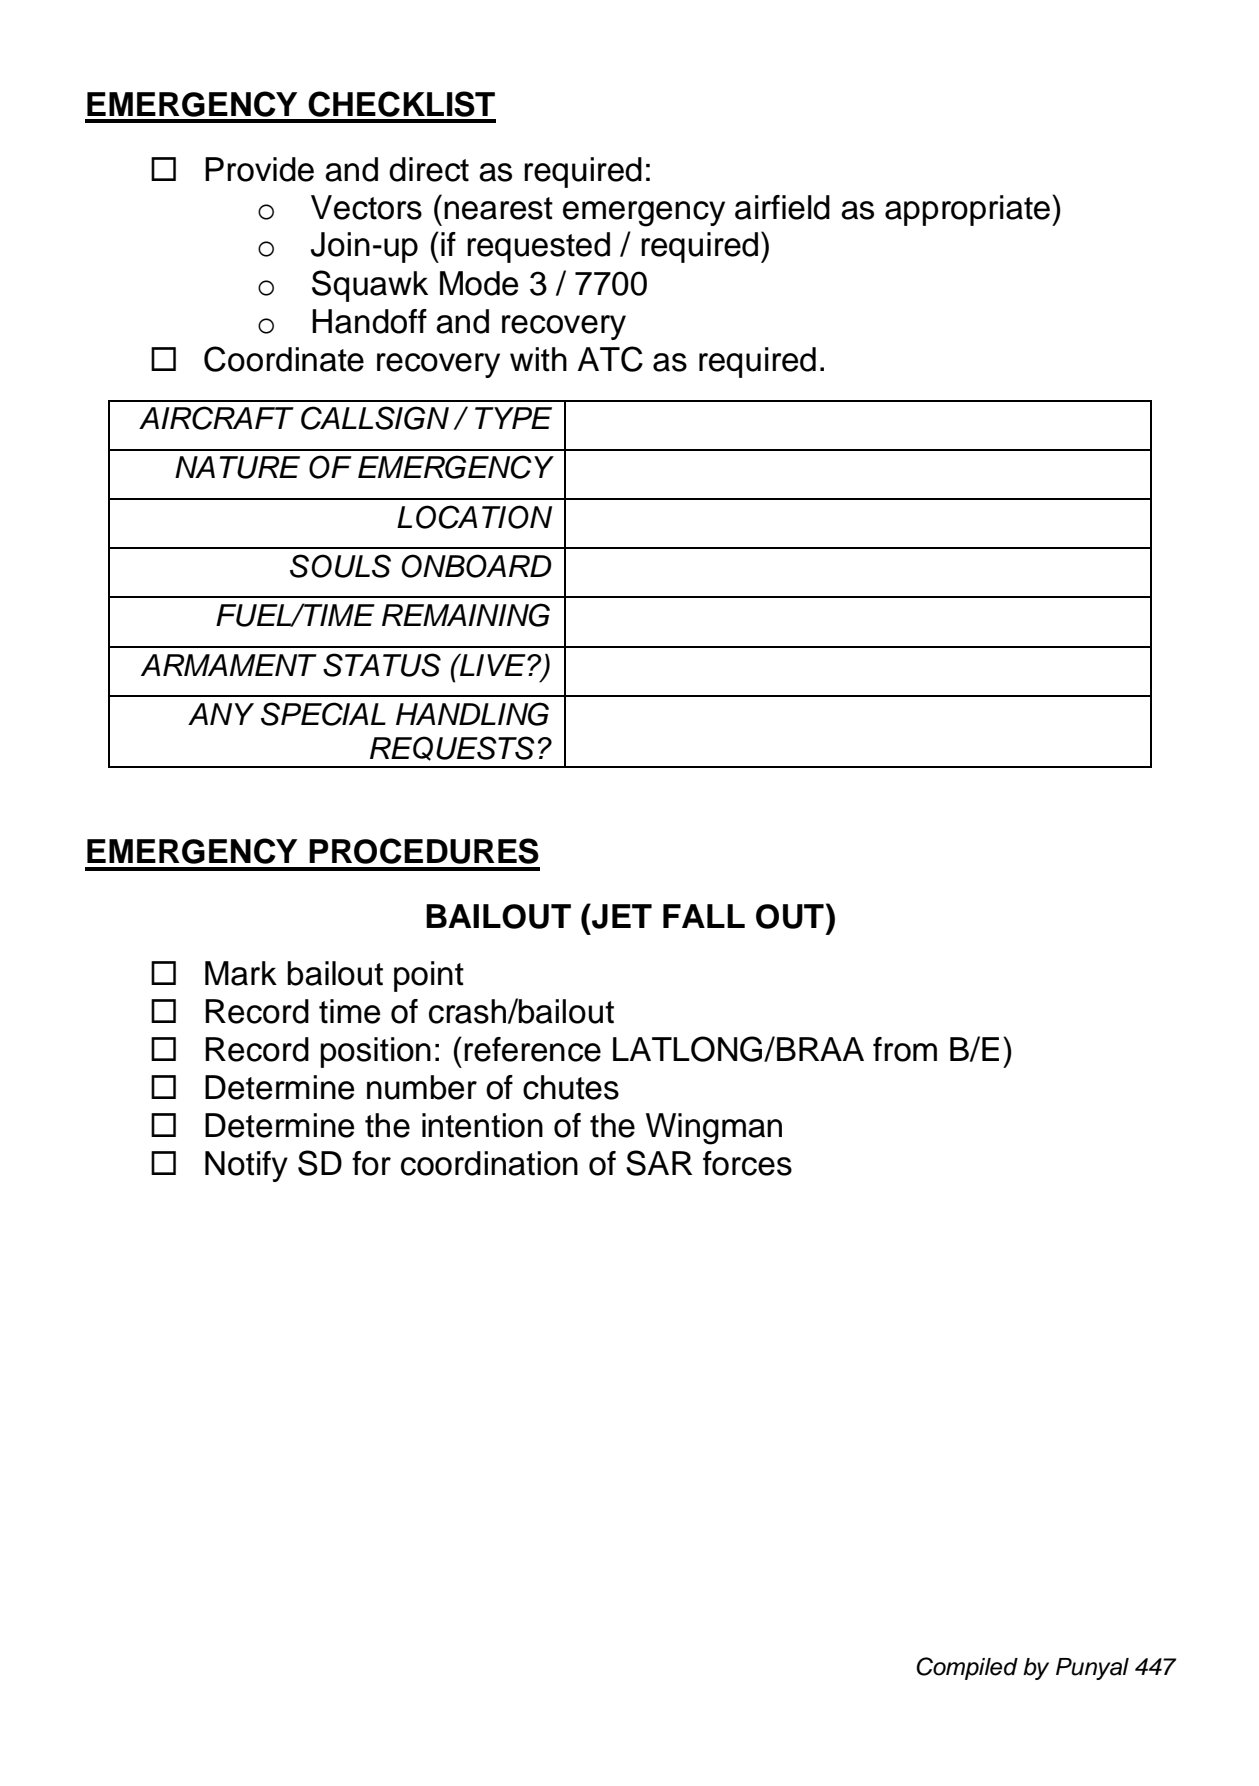 EMERGENCY CHECKLIST
Provide and direct as required:
Vectors (nearest emergency airfield as appropriate)
Join-up (if requested / required)
Squawk Mode 3 / 7700
Handoff and recovery
Coordinate recovery with ATC as required.
AIRCRAFT CALLSIGN / TYPE
NATURE OF EMERGENCY
LOCATION
SOULS ONBOARD
FUEL/TIME REMAINING
ARMAMENT STATUS (LIVE?)
ANY SPECIAL HANDLING
REQUESTS?
EMERGENCY PROCEDURES
BAILOUT (JET FALL OUT)
Mark bailout point
Record time of crash/bailout
Record position: (reference LATLONG/BRAA from B/E)
Determine number of chutes
Determine the intention of the Wingman
Notify SD for coordination of SAR forces
Compiled by Punyal 447